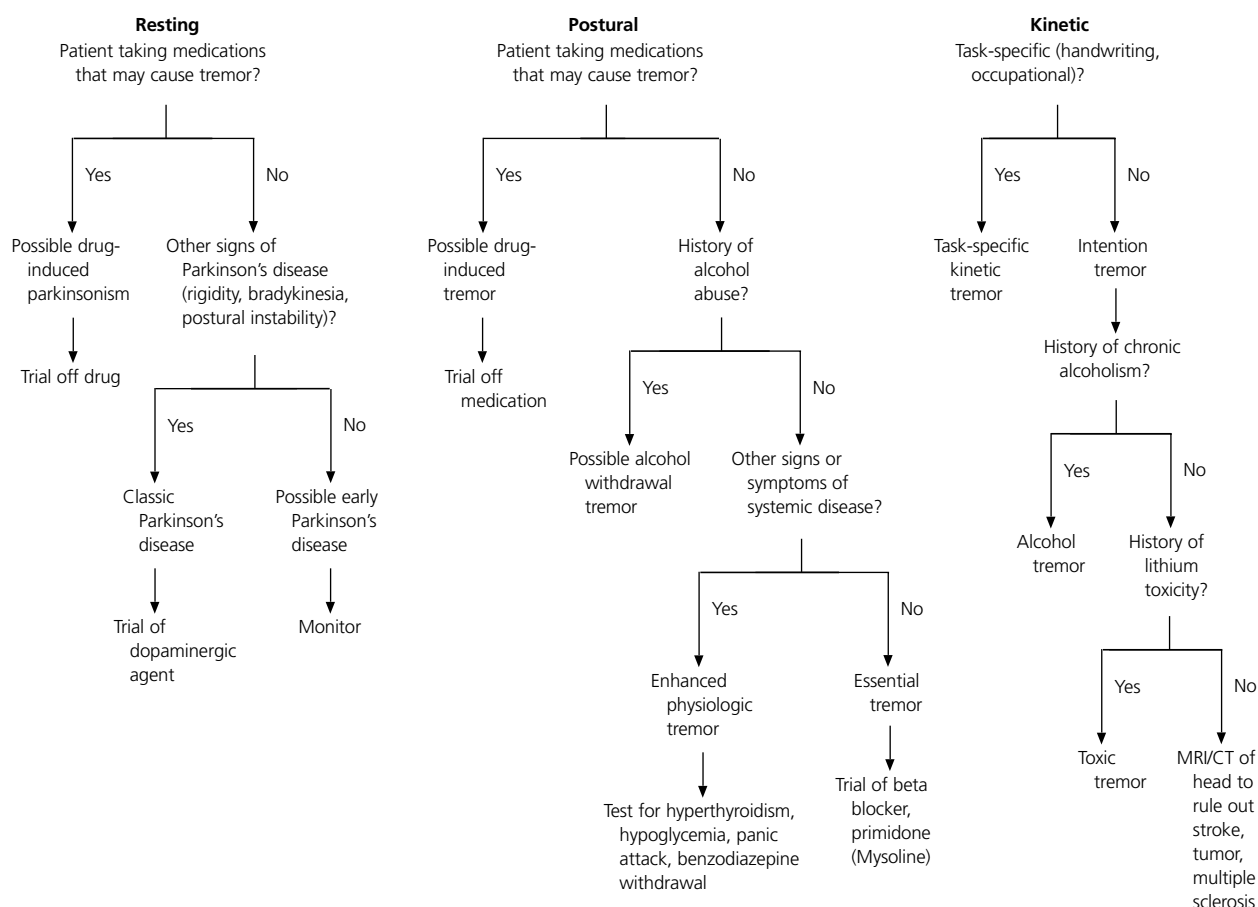 Resting
Patient taking medications
that may cause tremor?
Yes
No
Possible drug-
induced
parkinsonism
Other signs of
Parkinson's disease
(rigidity, bradykinesia,
postural instability)?
Trial off drug
Yes
No
Classic
Parkinson's
disease
Possible early
Parkinson's
disease
Trial of
dopaminergic
agent
Monitor
Postural
Patient taking medications
that may cause tremor?
Yes
No
Possible drug-
induced
tremor
History of
alcohol
abuse?
Trial off
medication
Yes
No
Possible alcohol
withdrawal
tremor
Other signs or
symptoms of
systemic disease?
Yes
No
Enhanced
physiologic
tremor
Essential
tremor
Test for hyperthyroidism,
hypoglycemia, panic
attack, benzodiazepine
withdrawal
Trial of beta
blocker,
primidone
(Mysoline)
Kinetic
Task-specific (handwriting,
occupational)?
Yes
No
Task-specific
kinetic
tremor
Intention
tremor
History of chronic
alcoholism?
Yes
No
Alcohol
tremor
History of
lithium
toxicity?
Yes
No
Toxic
tremor
MRI/CT of
head to
rule out
stroke,
tumor,
multiple
sclerosis